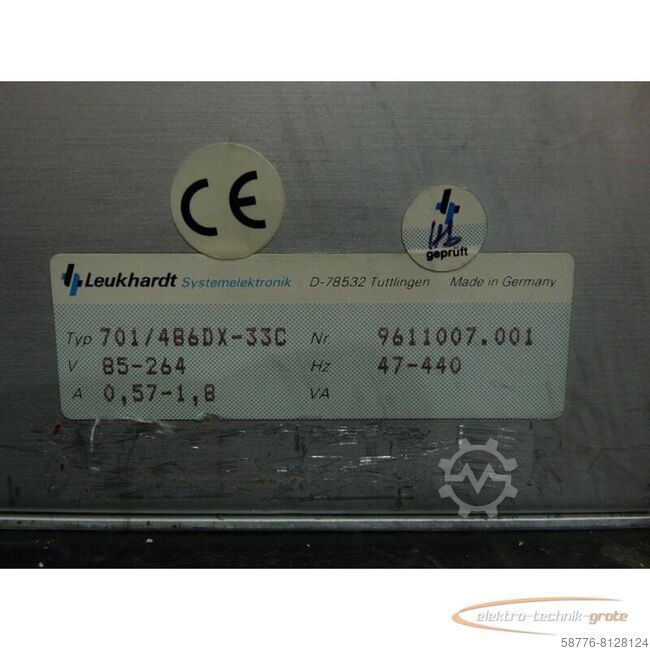 CE
geprüft
Leukhardt Systemelektronik D-78532 Tuttlingen Made in Germany
Typ 701/486DX-33C Nr 9611007.001
V 85-264 Hz 47-440
A 0,57-1,8 VA
elektro-technik-grote
58776-8128124